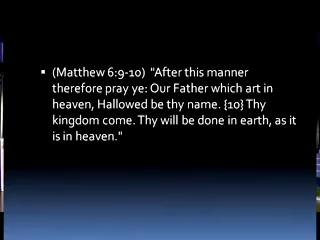 ▪ (Matthew 6:9-10) "After this manner
therefore pray ye: Our Father which art in
heaven, Hallowed be thy name. {10} Thy
kingdom come. Thy will be done in earth, as it
is in heaven."